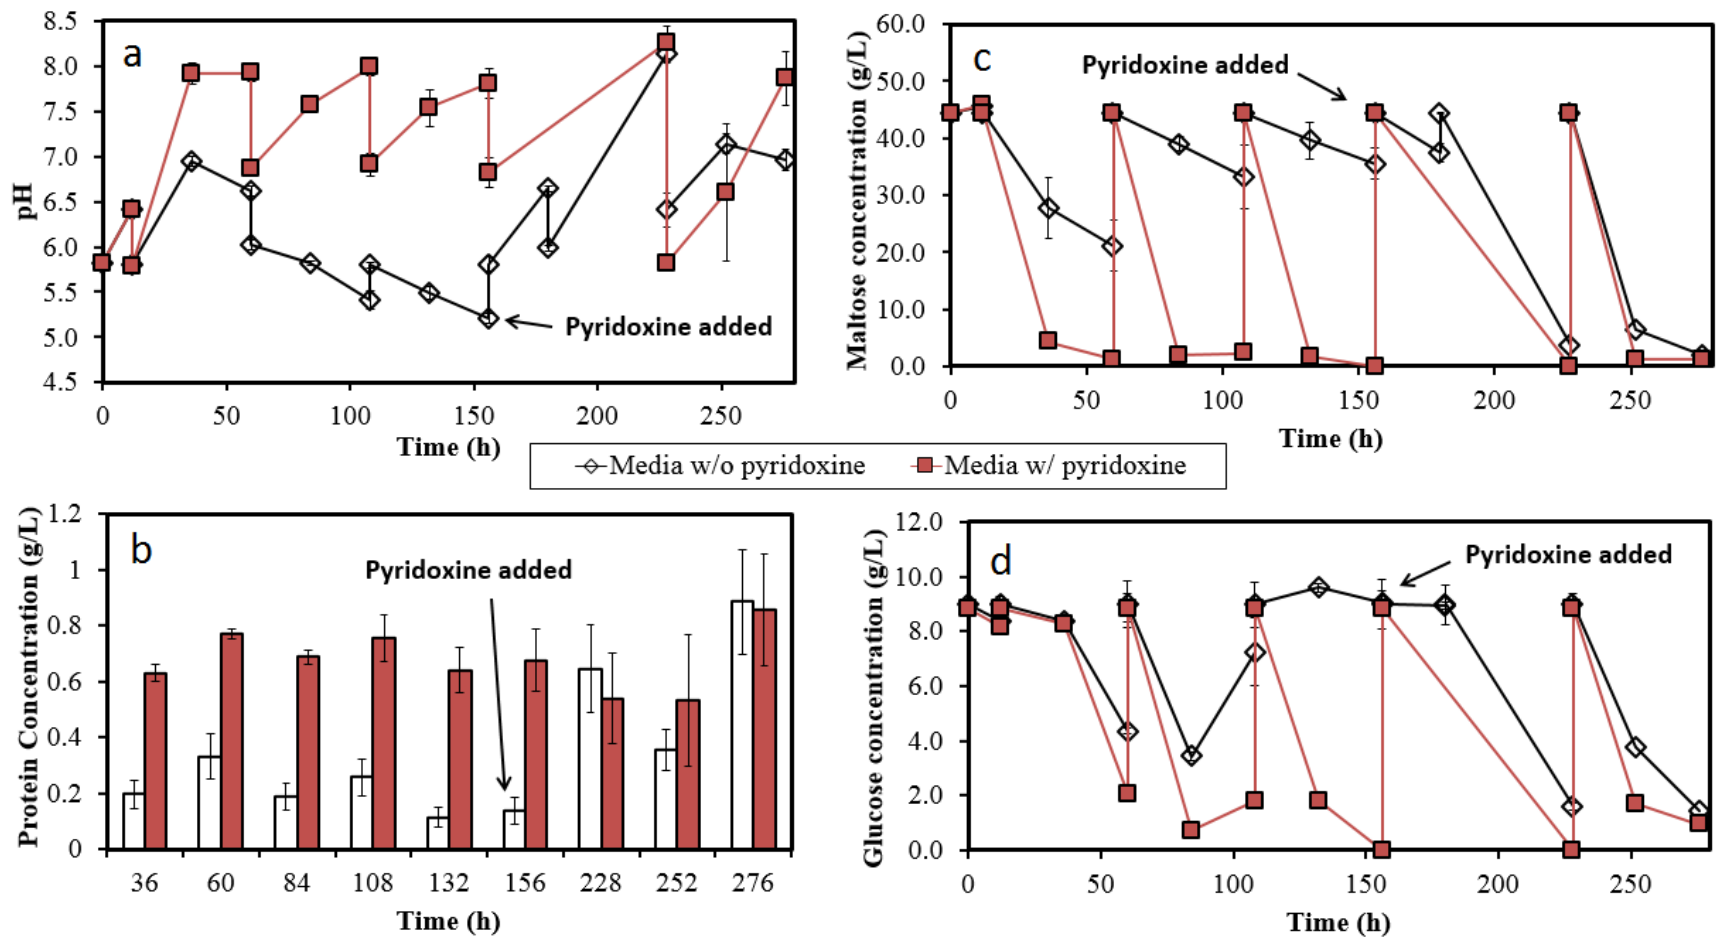 a
pH
8.5
8.0
7.5
7.0
6.5
6.0
5.5
5.0
4.5
Pyridoxine added
0 50 100 150 200 250
Time (h)
c
Maltose concentration (g/L)
60.0
50.0
40.0
30.0
20.0
10.0
0.0
Pyridoxine added
0 50 100 150 200 250
Time (h)
Media w/o pyridoxine Media w/ pyridoxine
b
Protein Concentration (g/L)
1.2
1
0.8
0.6
0.4
0.2
0
Pyridoxine added
36 60 84 108 132 156 228 252 276
Time (h)
d
Glucose concentration (g/L)
12.0
10.0
8.0
6.0
4.0
2.0
0.0
Pyridoxine added
0 50 100 150 200 250
Time (h)